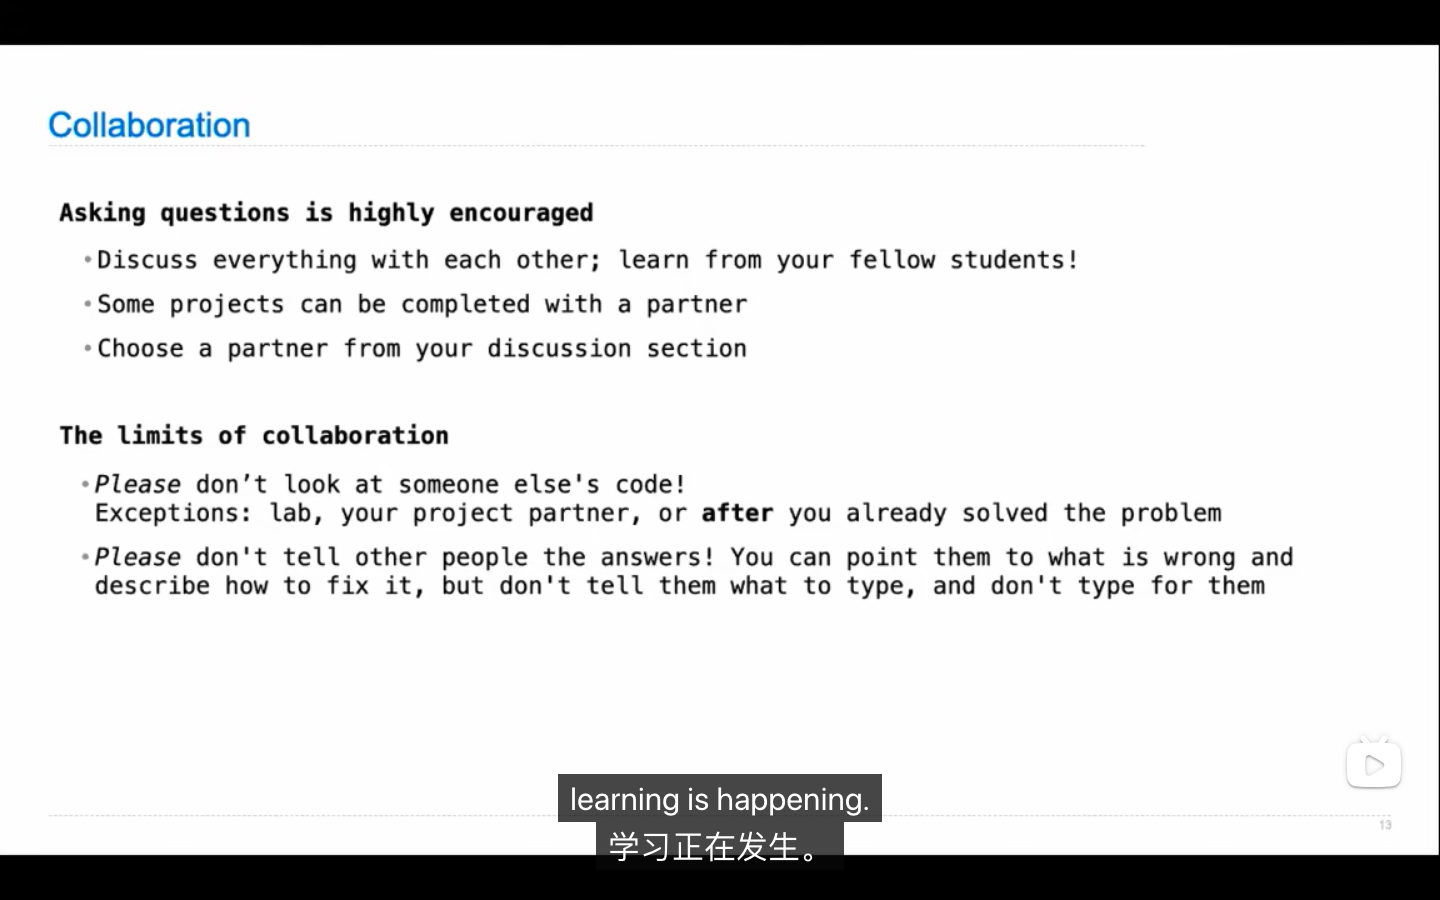 Collaboration
Asking questions is highly encouraged
•Discuss everything with each other; learn from your fellow students!
•Some projects can be completed with a partner
•Choose a partner from your discussion section
The limits of collaboration
•Please don’t look at someone else's code!
Exceptions: lab, your project partner, or after you already solved the problem
•Please don't tell other people the answers! You can point them to what is wrong and
describe how to fix it, but don't tell them what to type, and don't type for them
learning is happening.
学习正在发生。
13